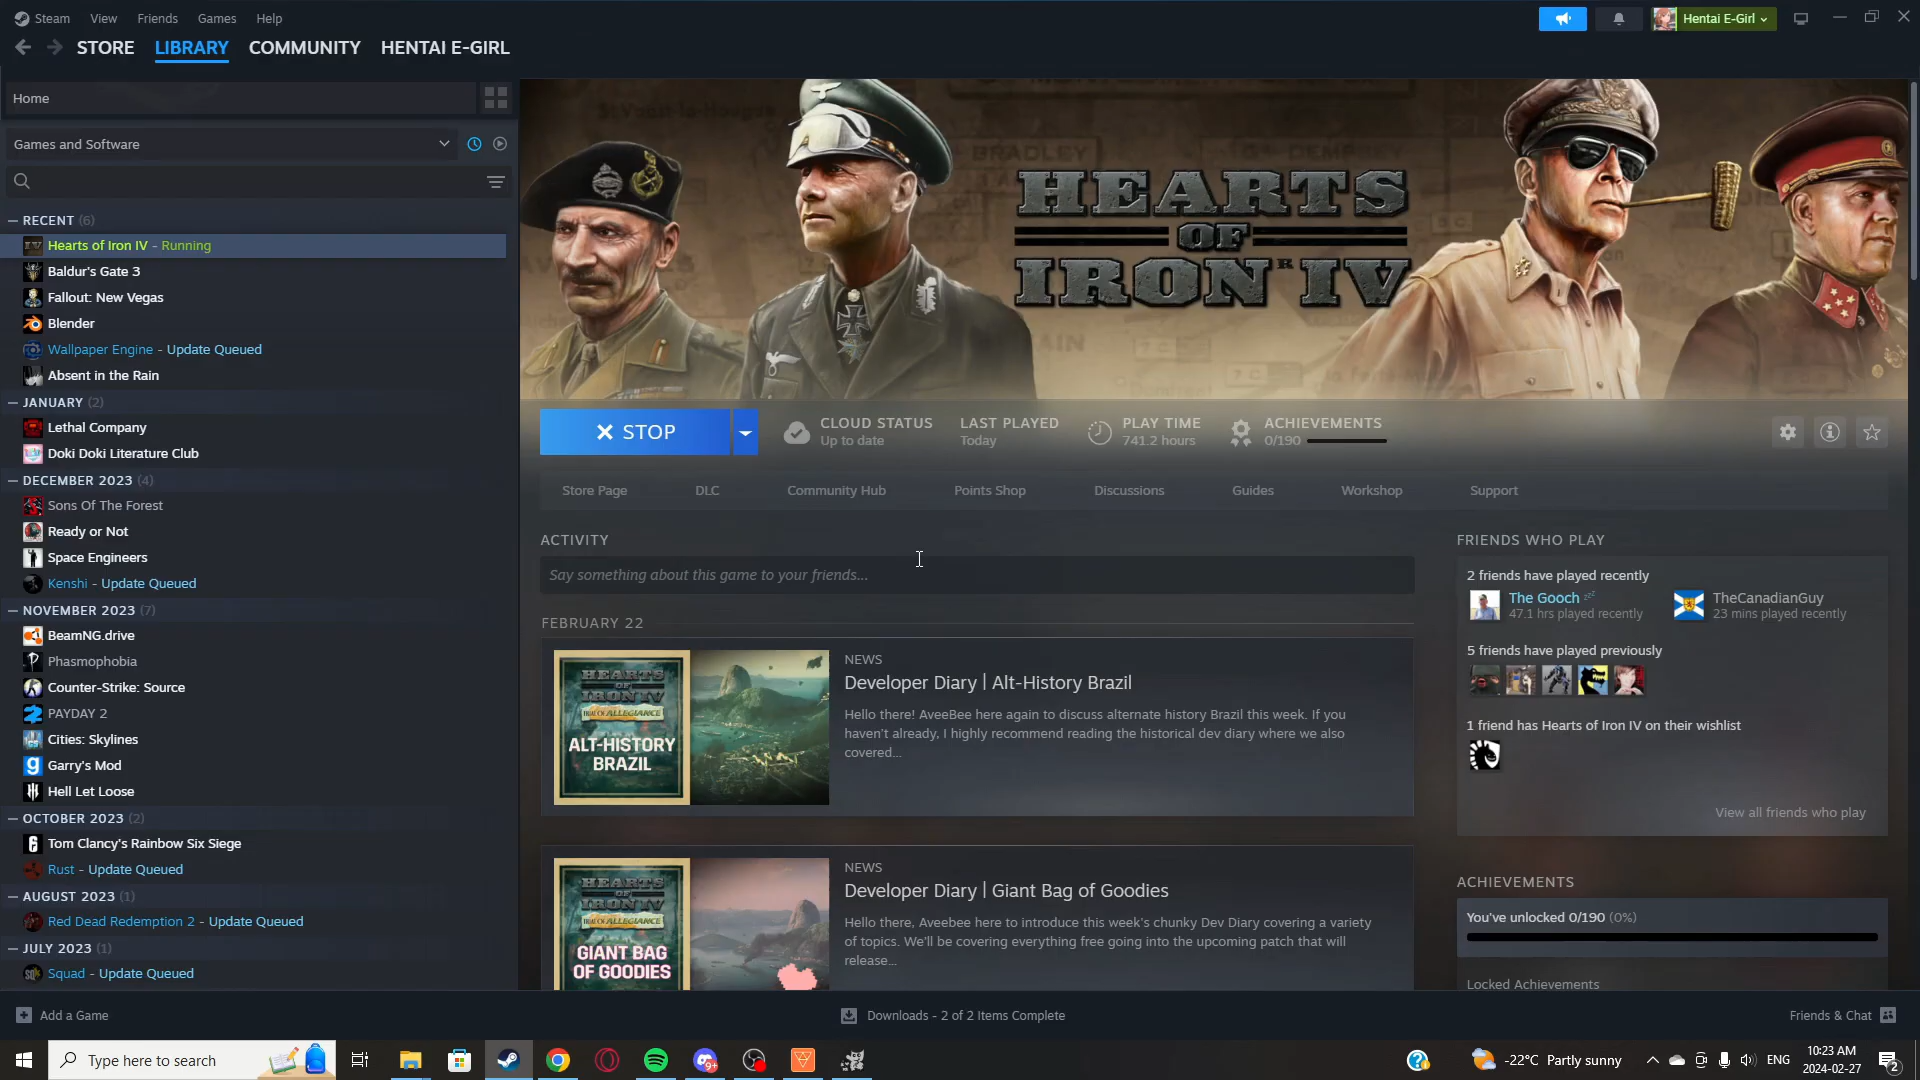 Steam View Friends Games Help
Hentai E-Girl
STORE LIBRARY COMMUNITY HENTAI E-GIRL
Home
Games and Software
RECENT (6)
Hearts of Iron IV - Running
Baldur's Gate 3
Fallout: New Vegas
Blender
Wallpaper Engine - Update Queued
Absent in the Rain
JANUARY (2)
Lethal Company
Doki Doki Literature Club
DECEMBER 2023 (4)
Sons Of The Forest
Ready or Not
Space Engineers
Kenshi - Update Queued
NOVEMBER 2023 (7)
BeamNG.drive
Phasmophobia
Counter-Strike: Source
PAYDAY 2
Cities: Skylines
Garry's Mod
Hell Let Loose
OCTOBER 2023 (2)
Tom Clancy's Rainbow Six Siege
Rust - Update Queued
AUGUST 2023 (1)
Red Dead Redemption 2 - Update Queued
JULY 2023 (1)
Squad - Update Queued
BRADLEY
HEARTS
OF
IRON IV
STOP
CLOUD STATUS
Up to date
LAST PLAYED
Today
PLAY TIME
741.2 hours
ACHIEVEMENTS
0/190
Store Page DLC Community Hub Points Shop Discussions Guides Workshop Support
ACTIVITY
Say something about this game to your friends...
FEBRUARY 22
HEARTS
OF
IRON IV
ALT-HISTORY
BRAZIL
NEWS
Developer Diary | Alt-History Brazil
Hello there! AveeBee here again to discuss alternate history Brazil this week. If you
haven't already, I highly recommend reading the historical dev diary where we also
covered...
HEARTS
OF
IRON IV
GIANT BAG
OF GOODIES
NEWS
Developer Diary | Giant Bag of Goodies
Hello there, Aveebee here to introduce this week's chunky Dev Diary covering a variety
of topics. We'll be covering everything free going into the upcoming patch that will
release...
FRIENDS WHO PLAY
2 friends have played recently
The Gooch
47.1 hrs played recently
TheCanadianGuy
23 mins played recently
5 friends have played previously
1 friend has Hearts of Iron IV on their wishlist
View all friends who play
ACHIEVEMENTS
You've unlocked 0/190 (0%)
Locked Achievements
Add a Game
Downloads - 2 of 2 Items Complete
Friends & Chat
Type here to search
9+
-22°C Partly sunny
ENG
10:23 AM
2024-02-27
2